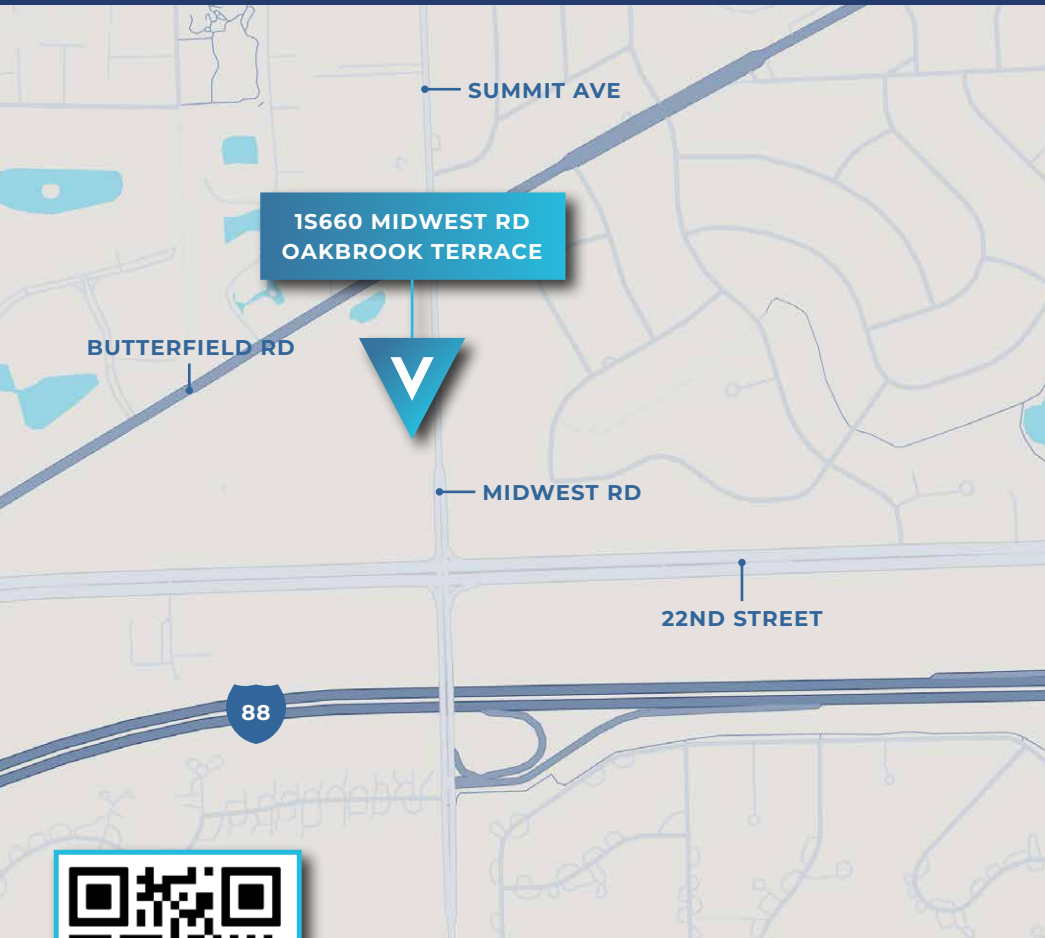 SUMMIT AVE
1S660 MIDWEST RD
OAKBROOK TERRACE
BUTTERFIELD RD
V
MIDWEST RD
22ND STREET
88